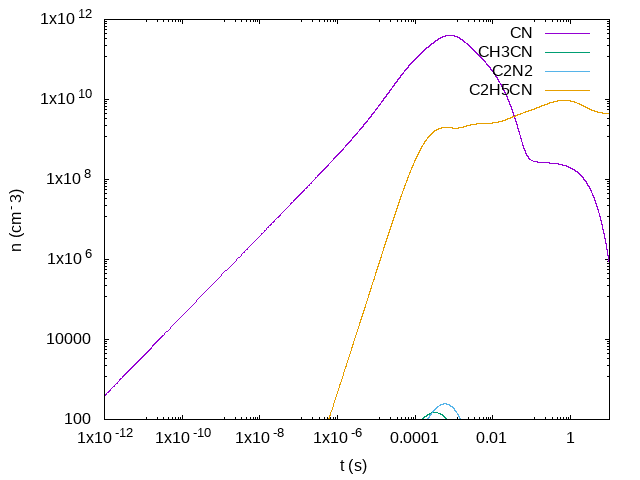 1x10^12
CN
CH3CN
C2N2
C2H5CN
1x10^10
1x10^8
1x10^6
10000
100
n (cm^-3)
1x10^-12
1x10^-10
1x10^-8
1x10^-6
0.0001
0.01
1
t (s)